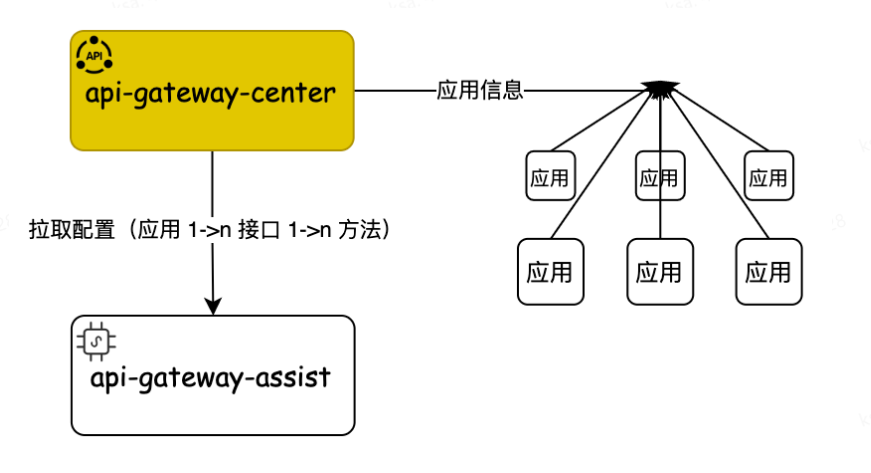 API
api-gateway-center
应用信息
应用
应用
应用
拉取配置（应用 1->n 接口 1->n 方法）
应用
应用
应用
api-gateway-assist